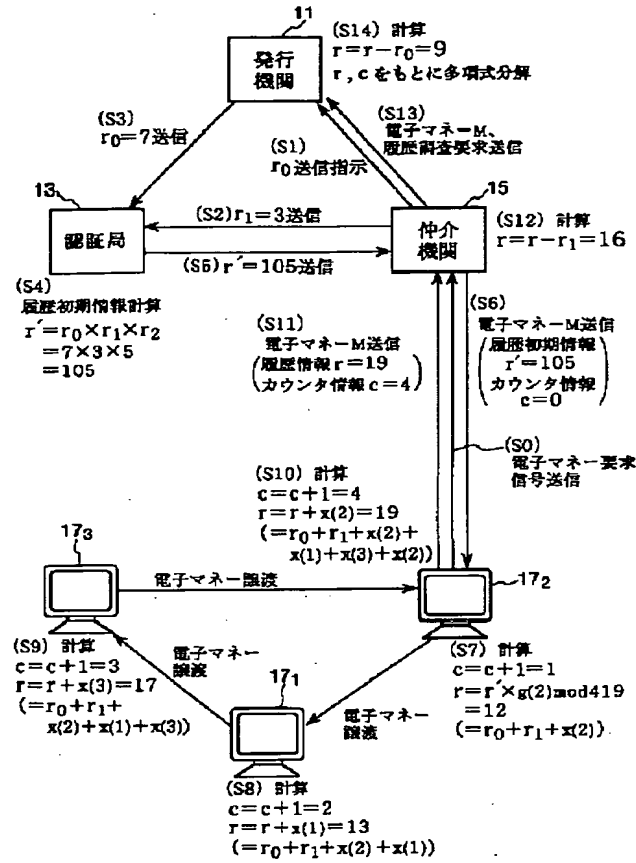 11
発行
機関
(S14) 計算
r=r−r₀=9
r,cをもとに多項式分解
(S3)
r₀=7送信
(S13)
電子マネーM、
履歴調査要求送信
(S1)
r₀送信指示
13
認証局
15
仲介
機関
(S2)r₁=3送信
(S5) r′=105送信
(S12) 計算
r=r−r₁=16
(S4)
履歴初期情報計算
r′=r₀×r₁×r₂
=7×3×5
=105
(S11)
電子マネーM送信
(履歴情報r=19
カウンタ情報c=4)
(S6)
電子マネーM送信
(履歴初期情報
r′=105
カウンタ情報
c=0)
(S0)
電子マネー要求
信号送信
(S10) 計算
c=c+1=4
r=r+x(2)=19
(=r₀+r₁+x(2)+
x(1)+x(3)+x(2))
17₃
電子マネー譲渡
17₂
(S9) 計算
c=c+1=3
r=r+x(3)=17
(=r₀+r₁+
x(2)+x(1)+x(3))
電子マネー
譲渡
17₁
電子マネー
譲渡
(S7) 計算
c=c+1=1
r=r′×g(2)mod419
=12
(=r₀+r₁+x(2))
(S8) 計算
c=c+1=2
r=r+x(1)=13
(=r₀+r₁+x(2)+x(1))